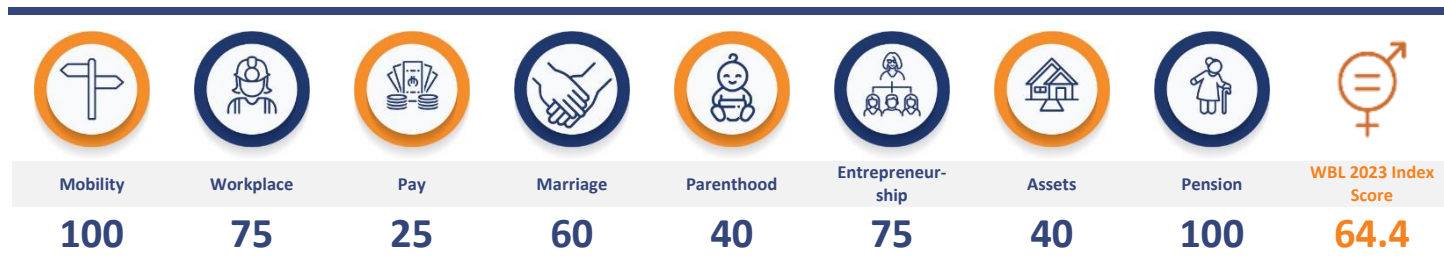 Mobility
Workplace
Pay
Marriage
Parenthood
Entrepreneur-
ship
Assets
Pension
WBL 2023 Index
Score
100
75
25
60
40
75
40
100
64.4